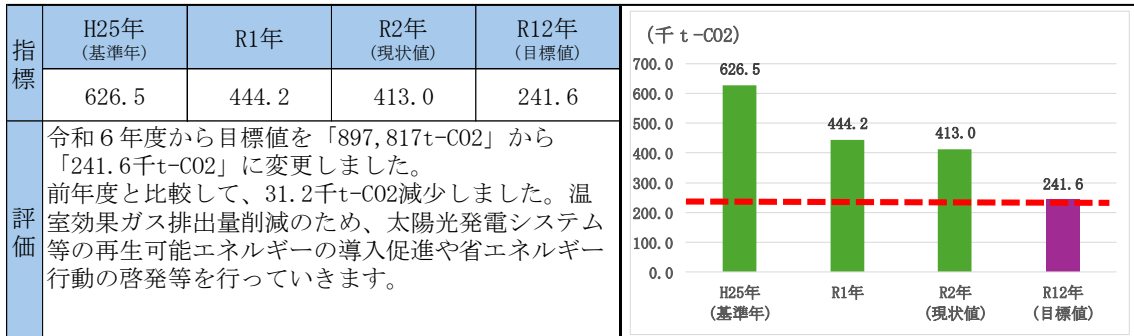 指標
H25年 R1年 R2年 R12年
(基準年) (現状値) (目標値)
626.5 444.2 413.0 241.6
評価
令和６年度から目標値を「897,817t-CO2」から
「241.6千t-CO2」に変更しました。
前年度と比較して、31.2千t-CO2減少しました。温
室効果ガス排出量削減のため、太陽光発電システム
等の再生可能エネルギーの導入促進や省エネルギー
行動の啓発等を行っていきます。
(千ｔ-CO2)
700.0
600.0
500.0
400.0
300.0
200.0
100.0
0.0
626.5
444.2
413.0
241.6
H25年 R1年 R2年 R12年
(基準年) (現状値) (目標値)